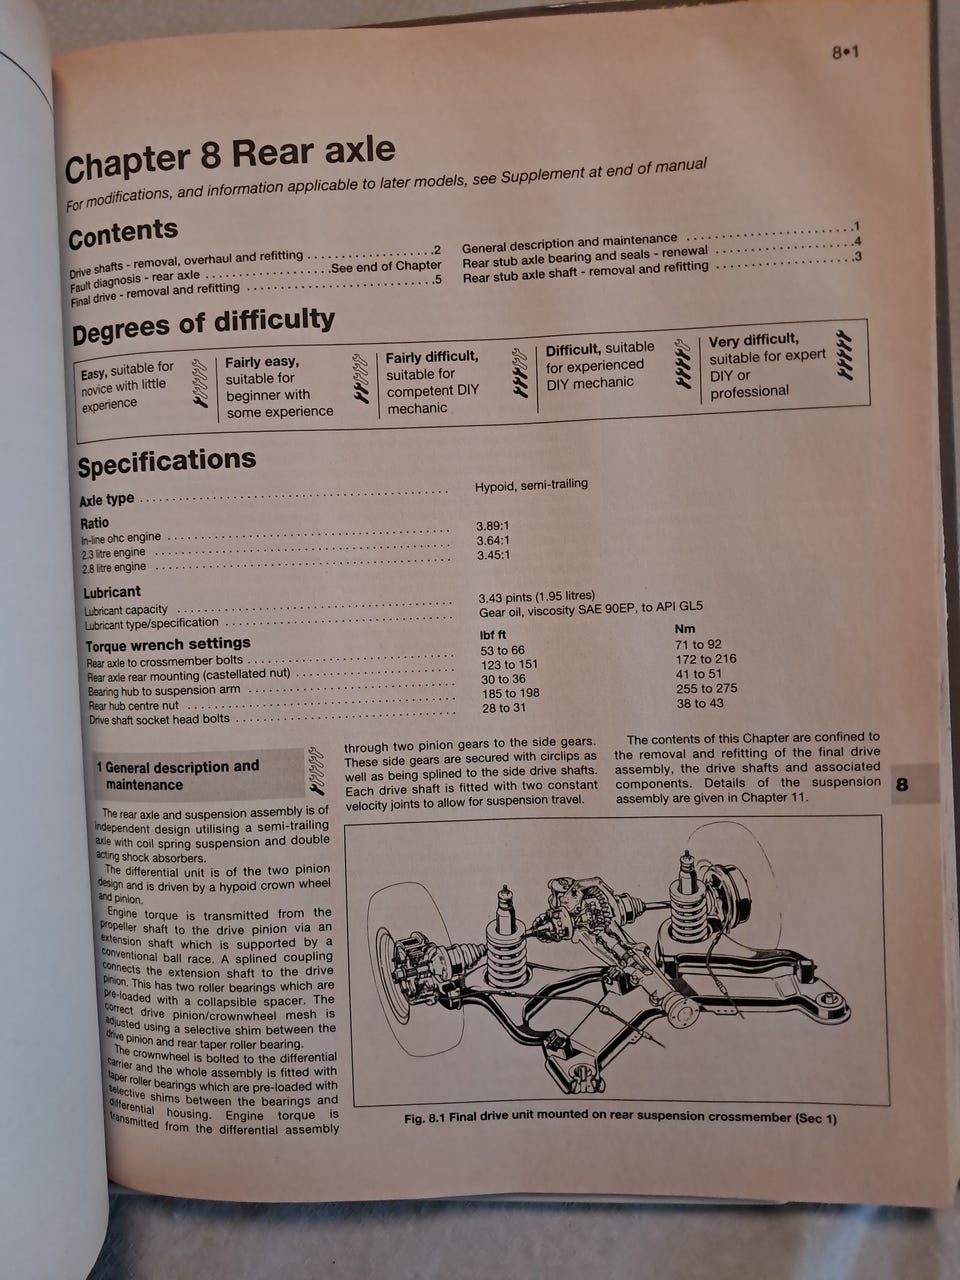 8•1
Chapter 8 Rear axle
For modifications, and information applicable to later models, see Supplement at end of manual
Contents
Drive shafts - removal, overhaul and refitting . . . . . . . . . . . . . . . .2
Fault diagnosis - rear axle . . . . . . . . . . . . . . . . . . .See end of Chapter
Final drive - removal and refitting . . . . . . . . . . . . . . . . . . . . . . . . . . . .5
General description and maintenance . . . . . . . . . . . . . . . . . . . . . . . .1
Rear stub axle bearing and seals - renewal . . . . . . . . . . . . . . . . . . . .4
Rear stub axle shaft - removal and refitting . . . . . . . . . . . . . . . . . . . .3
Degrees of difficulty
Easy, suitable for
novice with little
experience
Fairly easy,
suitable for
beginner with
some experience
Fairly difficult,
suitable for
competent DIY
mechanic
Difficult, suitable
for experienced
DIY mechanic
Very difficult,
suitable for expert
DIY or
professional
Specifications
Axle type . . . . . . . . . . . . . . . . . . . . . . . . . . . . . . . . . . . . . . . . . . . . . Hypoid, semi-trailing
Ratio
In-line ohc engine . . . . . . . . . . . . . . . . . . . . . . . . . . . . . . . . . . . . . . . . 3.89:1
2.3 litre engine . . . . . . . . . . . . . . . . . . . . . . . . . . . . . . . . . . . . . . . . . . 3.64:1
2.8 litre engine . . . . . . . . . . . . . . . . . . . . . . . . . . . . . . . . . . . . . . . . . . 3.45:1
Lubricant
Lubricant capacity . . . . . . . . . . . . . . . . . . . . . . . . . . . . . . . . . . . . . . . 3.43 pints (1.95 litres)
Lubricant type/specification . . . . . . . . . . . . . . . . . . . . . . . . . . . . . . . . Gear oil, viscosity SAE 90EP, to API GL5
Torque wrench settings lbf ft Nm
Rear axle to crossmember bolts . . . . . . . . . . . . . . . . . . . . . . . . . . . . . 53 to 66 71 to 92
Rear axle rear mounting (castellated nut) . . . . . . . . . . . . . . . . . . . . . . 123 to 151 172 to 216
Bearing hub to suspension arm . . . . . . . . . . . . . . . . . . . . . . . . . . . . . 30 to 36 41 to 51
Rear hub centre nut . . . . . . . . . . . . . . . . . . . . . . . . . . . . . . . . . . . . . . 185 to 198 255 to 275
Drive shaft socket head bolts . . . . . . . . . . . . . . . . . . . . . . . . . . . . . . . 28 to 31 38 to 43
1 General description and
maintenance
The rear axle and suspension assembly is of
independent design utilising a semi-trailing
axle with coil spring suspension and double
acting shock absorbers.
The differential unit is of the two pinion
design and is driven by a hypoid crown wheel
and pinion.
Engine torque is transmitted from the
propeller shaft to the drive pinion via an
extension shaft which is supported by a
conventional ball race. A splined coupling
connects the extension shaft to the drive
pinion. This has two roller bearings which are
pre-loaded with a collapsible spacer. The
correct drive pinion/crownwheel mesh is
adjusted using a selective shim between the
drive pinion and rear taper roller bearing.
The crownwheel is bolted to the differential
carrier and the whole assembly is fitted with
taper roller bearings which are pre-loaded with
selective shims between the bearings and
differential housing. Engine torque is
transmitted from the differential assembly
through two pinion gears to the side gears.
These side gears are secured with circlips as
well as being splined to the side drive shafts.
Each drive shaft is fitted with two constant
velocity joints to allow for suspension travel.
The contents of this Chapter are confined to
the removal and refitting of the final drive
assembly, the drive shafts and associated
components. Details of the suspension
assembly are given in Chapter 11.
8
Fig. 8.1 Final drive unit mounted on rear suspension crossmember (Sec 1)